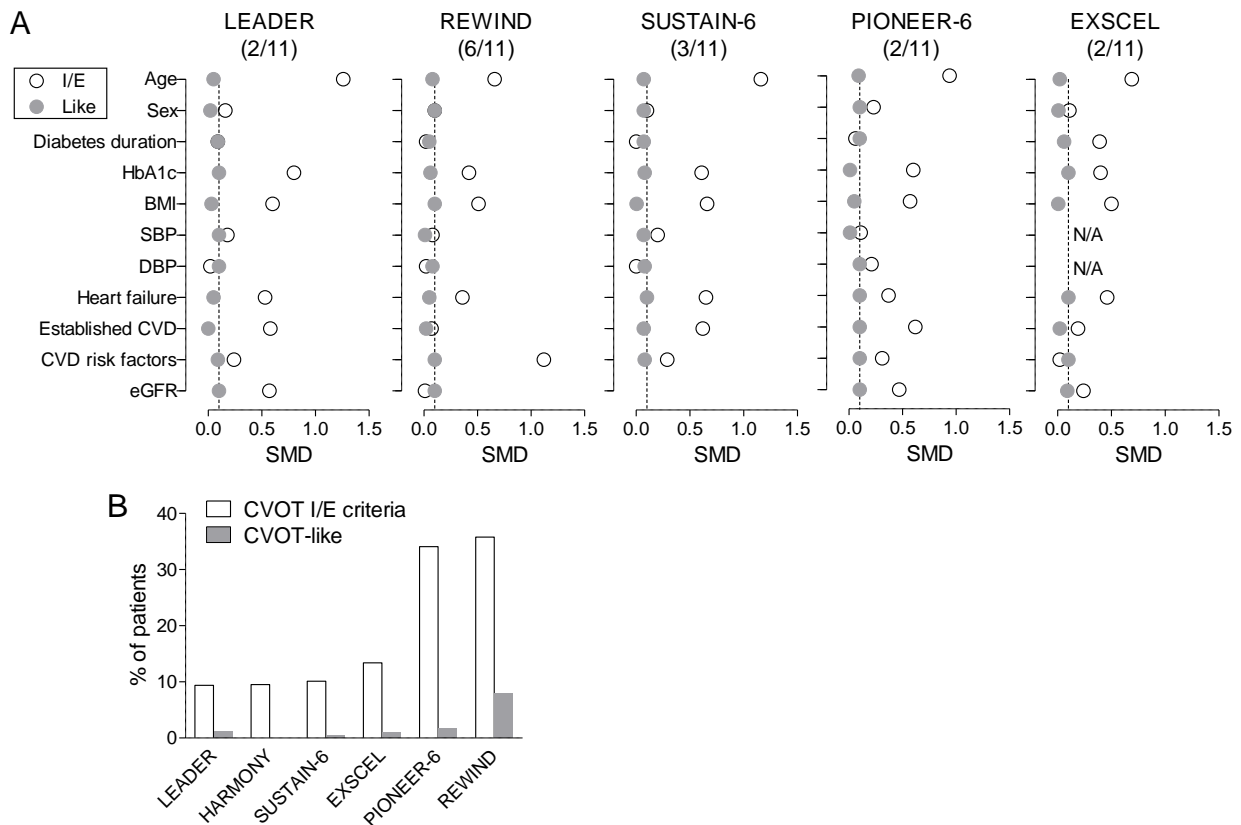 A
LEADER
(2/11)
REWIND
(6/11)
SUSTAIN-6
(3/11)
PIONEER-6
(2/11)
EXSCEL
(2/11)
I/E
Like
Age
Sex
Diabetes duration
HbA1c
BMI
SBP
N/A
DBP
N/A
Heart failure
Established CVD
CVD risk factors
eGFR
0.0 0.5 1.0 1.5
0.0 0.5 1.0 1.5
0.0 0.5 1.0 1.5
0.0 0.5 1.0 1.5
0.0 0.5 1.0 1.5
SMD
SMD
SMD
SMD
SMD
B
CVOT I/E criteria
CVOT-like
% of patients
40
30
20
10
0
LEADER
HARMONY
SUSTAIN-6
EXSCEL
PIONEER-6
REWIND